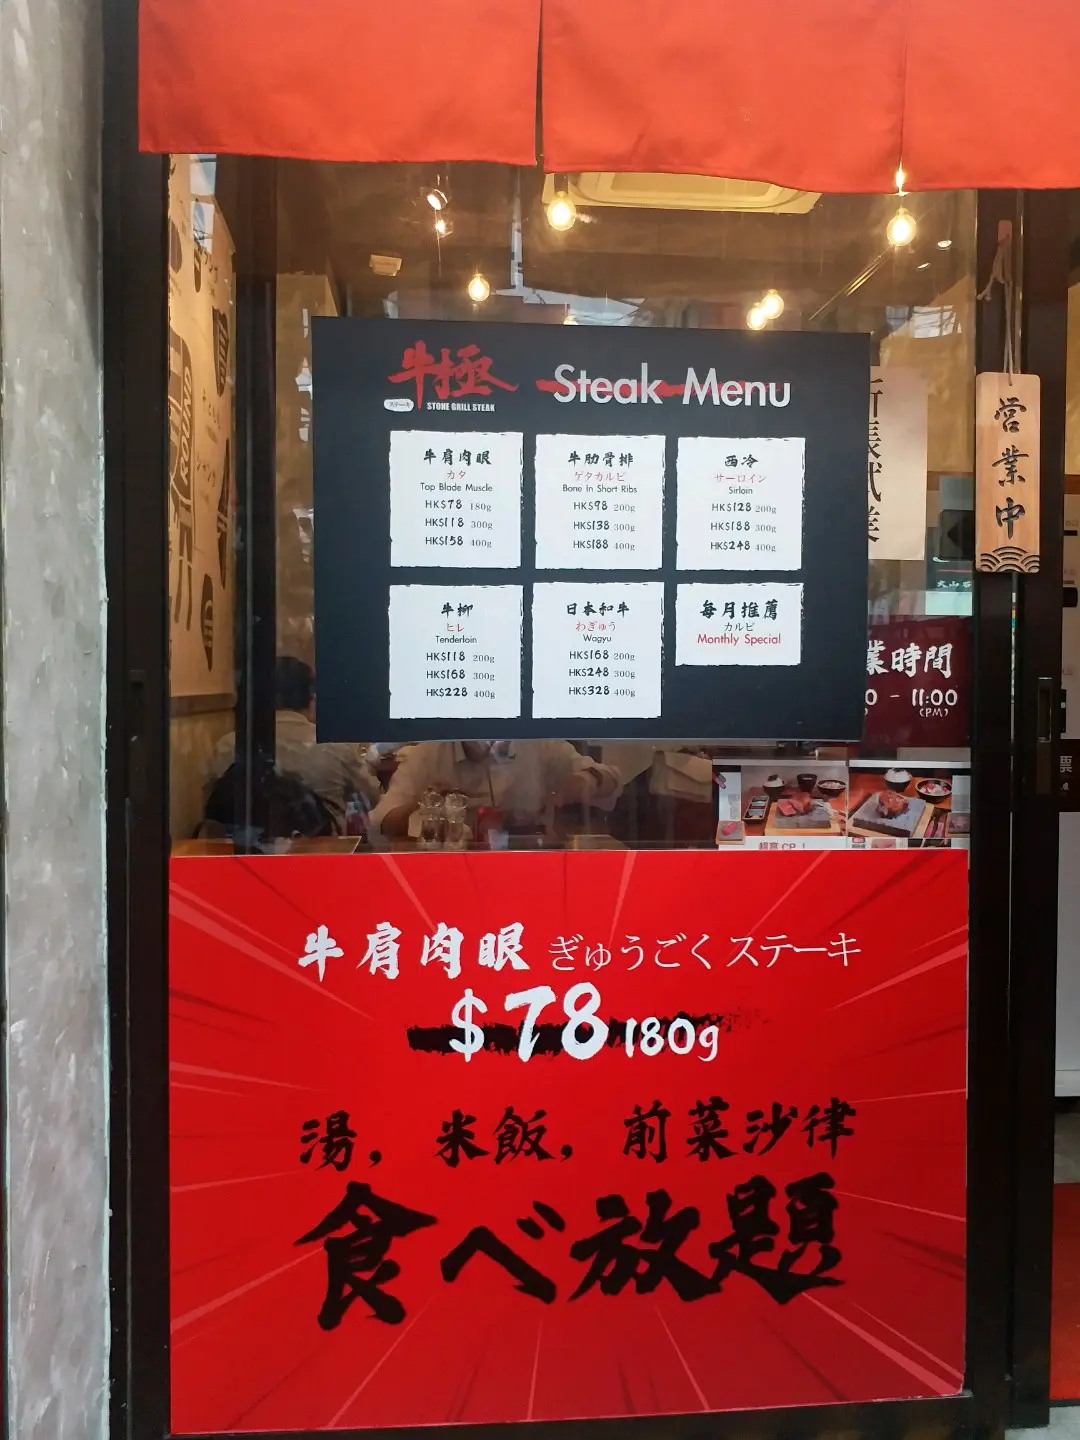 牛極
ステーキ
STONE GRILL STEAK
Steak Menu
牛肩肉眼
カタ
Top Blade Muscle
HK$78 180g
HK$118 300g
HK$158 400g
牛肋骨排
ゲタカルビ
Bone In Short Ribs
HK$98 200g
HK$138 300g
HK$188 400g
西冷
サーロイン
Sirloin
HK$128 200g
HK$188 300g
HK$248 400g
牛柳
ヒレ
Tenderloin
HK$118 200g
HK$168 300g
HK$228 400g
日本和牛
わぎゅう
Wagyu
HK$168 200g
HK$248 300g
HK$328 400g
每月推薦
カルビ
Monthly Special
営業中
業時間
0 - 11:00
(PM)
牛肩肉眼 ぎゅうごくステーキ
$78 180g
湯，米飯，前菜沙律
食べ放題